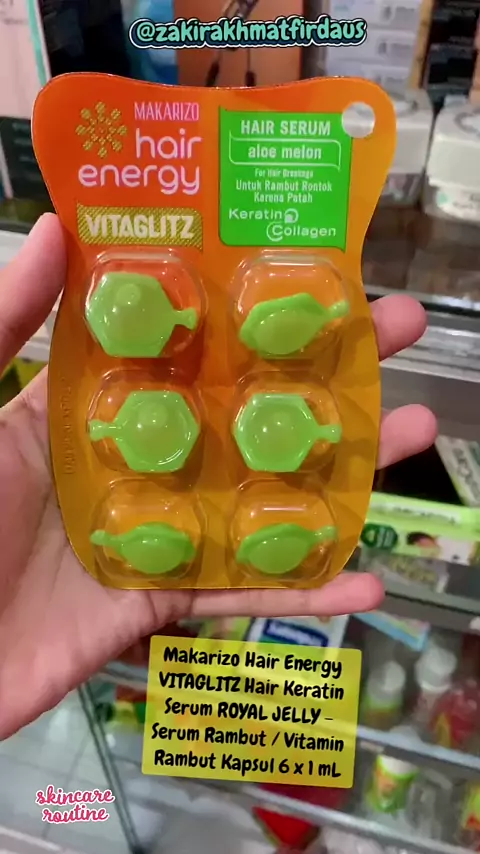 @zakirakhmatfirdaus
MAKARIZO
hair
energy
VITAGLITZ
HAIR SERUM
aloe melon
For Hair Breakage
Untuk Rambut Rontok
Karena Patah
Keratin
Collagen
Makarizo Hair Energy
VITAGLITZ Hair Keratin
Serum ROYAL JELLY -
Serum Rambut / Vitamin
Rambut Kapsul 6 x 1 mL
skincare
routine